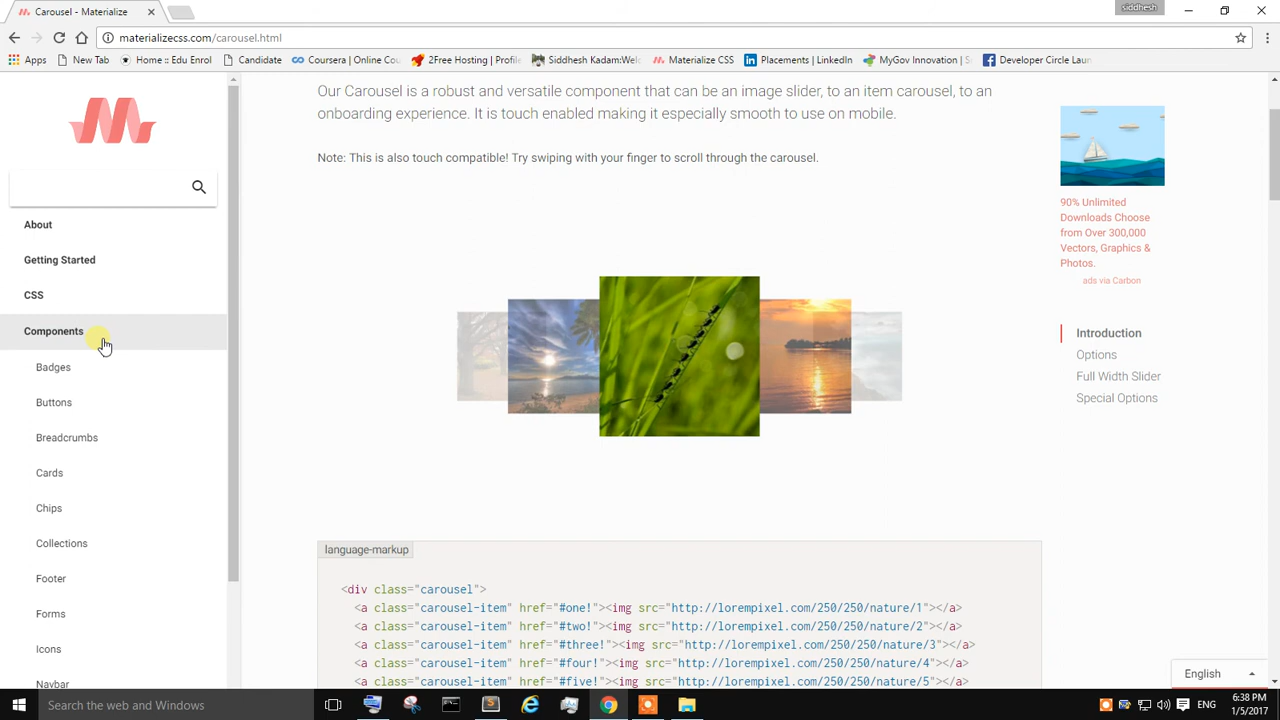 Carousel - Materialize
siddhesh
materializecss.com/carousel.html
Apps
New Tab
Home :: Edu Enrol
Candidate
Coursera | Online Cou
2Free Hosting | Profile
Siddhesh Kadam:Wel
Materialize CSS
Placements | LinkedIn
MyGov Innovation | S
Developer Circle Laun
About
Getting Started
CSS
Components
Badges
Buttons
Breadcrumbs
Cards
Chips
Collections
Footer
Forms
Icons
Navbar
Our Carousel is a robust and versatile component that can be an image slider, to an item carousel, to an
onboarding experience. It is touch enabled making it especially smooth to use on mobile.
Note: This is also touch compatible! Try swiping with your finger to scroll through the carousel.
language-markup
<div class="carousel">
<a class="carousel-item" href="#one!"><img src="http://lorempixel.com/250/250/nature/1"></a>
<a class="carousel-item" href="#two!"><img src="http://lorempixel.com/250/250/nature/2"></a>
<a class="carousel-item" href="#three!"><img src="http://lorempixel.com/250/250/nature/3"></a>
<a class="carousel-item" href="#four!"><img src="http://lorempixel.com/250/250/nature/4"></a>
<a class="carousel-item" href="#five!"><img src="http://lorempixel.com/250/250/nature/5"></a>
90% Unlimited
Downloads Choose
from Over 300,000
Vectors, Graphics &
Photos.
ads via Carbon
Introduction
Options
Full Width Slider
Special Options
English
Search the web and Windows
ENG
6:38 PM
1/5/2017